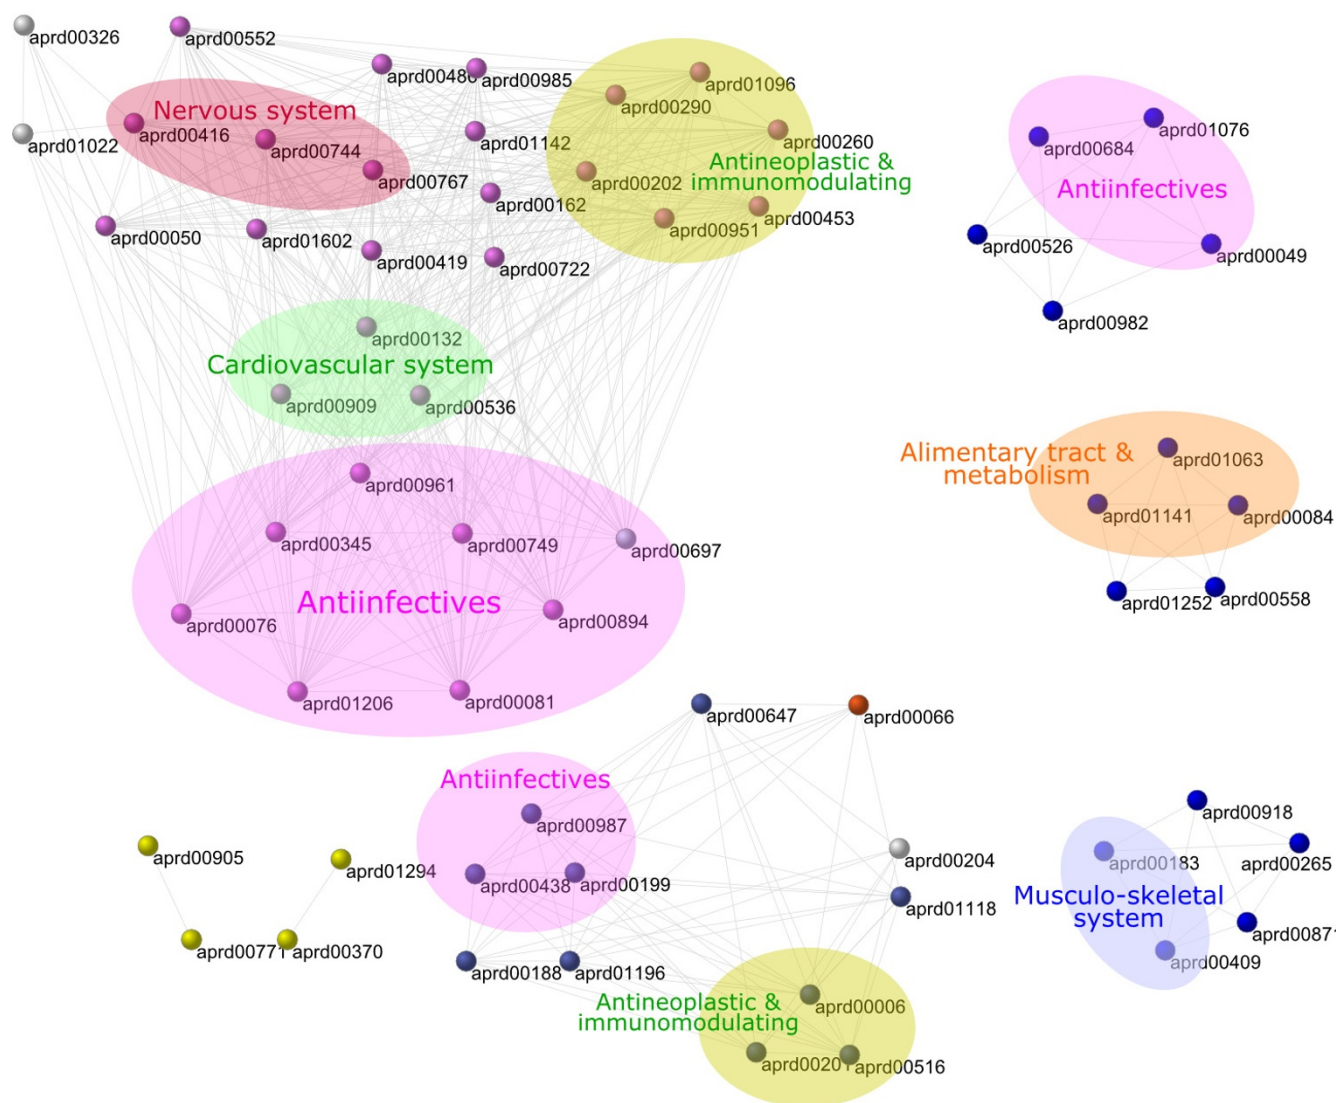 aprd00326
aprd00552
aprd00486
aprd00985
aprd01096
aprd00290
Nervous system
aprd00416
aprd01022
aprd00744
aprd01142
aprd00260
Antineoplastic &
immunomodulating
aprd00767
aprd00202
aprd00162
aprd00453
aprd00951
aprd00050
aprd01602
aprd00419
aprd00722
aprd01076
aprd00684
Antiinfectives
aprd00526
aprd00049
aprd00982
aprd00132
Cardiovascular system
aprd00909
aprd00536
aprd00961
aprd00345
aprd00749
aprd00697
Antiinfectives
aprd00076
aprd00894
aprd01206
aprd00081
Alimentary tract &
metabolism
aprd01063
aprd01141
aprd00084
aprd01252
aprd00558
aprd00647
aprd00066
Antiinfectives
aprd00987
aprd00438
aprd00199
aprd00204
aprd01118
aprd00188
aprd01196
Antineoplastic &
immunomodulating
aprd00006
aprd00201
aprd00516
aprd00905
aprd01294
aprd00771
aprd00370
aprd00918
aprd00183
aprd00265
Musculo-skeletal
system
aprd00871
aprd00409